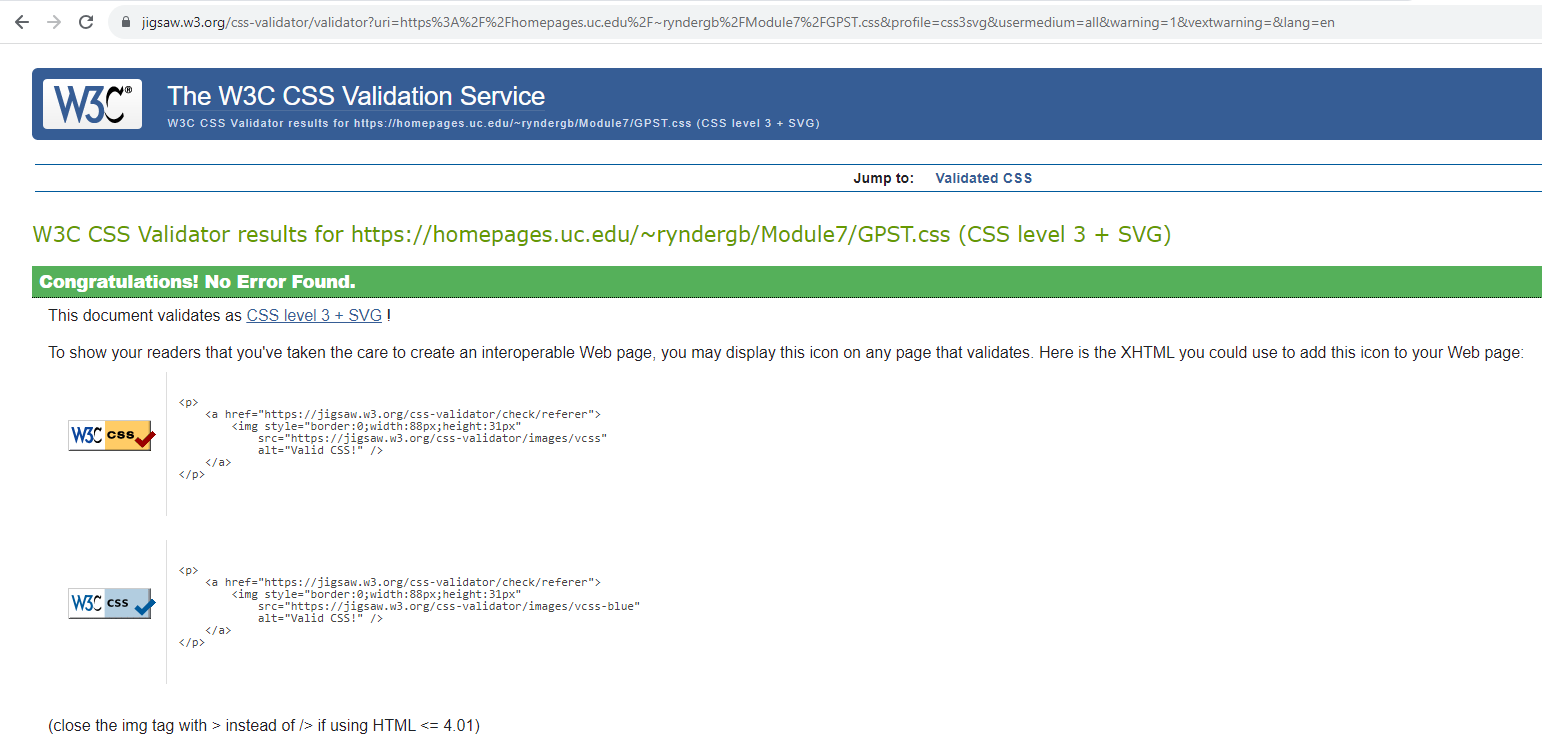 jigsaw.w3.org/css-validator/validator?uri=https%3A%2F%2Fhomepages.uc.edu%2F~ryndergb%2FModule7%2FGPST.css&profile=css3svg&usermedium=all&warning=1&vextwarning=&lang=en
W3C®
The W3C CSS Validation Service
W3C CSS Validator results for https://homepages.uc.edu/~ryndergb/Module7/GPST.css (CSS level 3 + SVG)
Jump to: Validated CSS
W3C CSS Validator results for https://homepages.uc.edu/~ryndergb/Module7/GPST.css (CSS level 3 + SVG)
Congratulations! No Error Found.
This document validates as CSS level 3 + SVG !
To show your readers that you've taken the care to create an interoperable Web page, you may display this icon on any page that validates. Here is the XHTML you could use to add this icon to your Web page:
W3C css
<p>
    <a href="https://jigsaw.w3.org/css-validator/check/referer">
        <img style="border:0;width:88px;height:31px"
            src="https://jigsaw.w3.org/css-validator/images/vcss"
            alt="Valid CSS!" />
    </a>
</p>
W3C css
<p>
    <a href="https://jigsaw.w3.org/css-validator/check/referer">
        <img style="border:0;width:88px;height:31px"
            src="https://jigsaw.w3.org/css-validator/images/vcss-blue"
            alt="Valid CSS!" />
    </a>
</p>
(close the img tag with > instead of /> if using HTML <= 4.01)